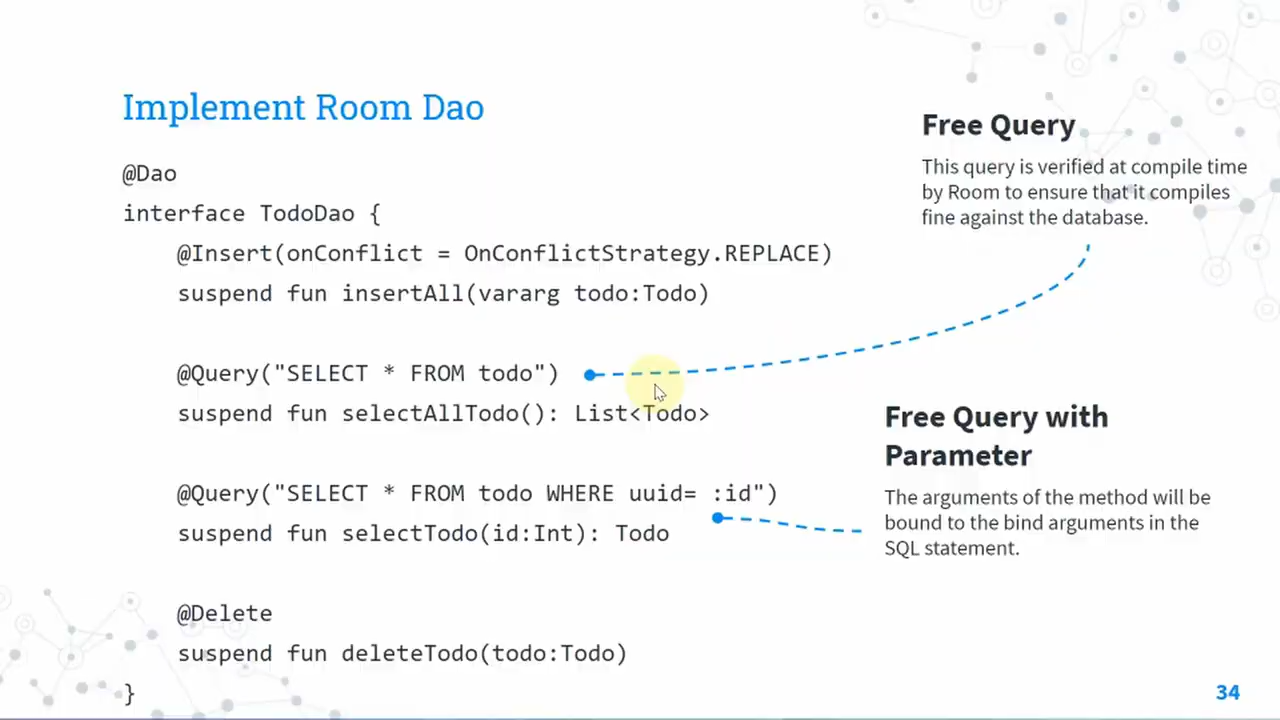 Implement Room Dao
@Dao
interface TodoDao {
@Insert(onConflict = OnConflictStrategy.REPLACE)
suspend fun insertAll(vararg todo:Todo)
@Query("SELECT * FROM todo")
suspend fun selectAllTodo(): List<Todo>
@Query("SELECT * FROM todo WHERE uuid= :id")
suspend fun selectTodo(id:Int): Todo
@Delete
suspend fun deleteTodo(todo:Todo)
}
Free Query
This query is verified at compile time
by Room to ensure that it compiles
fine against the database.
Free Query with
Parameter
The arguments of the method will be
bound to the bind arguments in the
SQL statement.
34